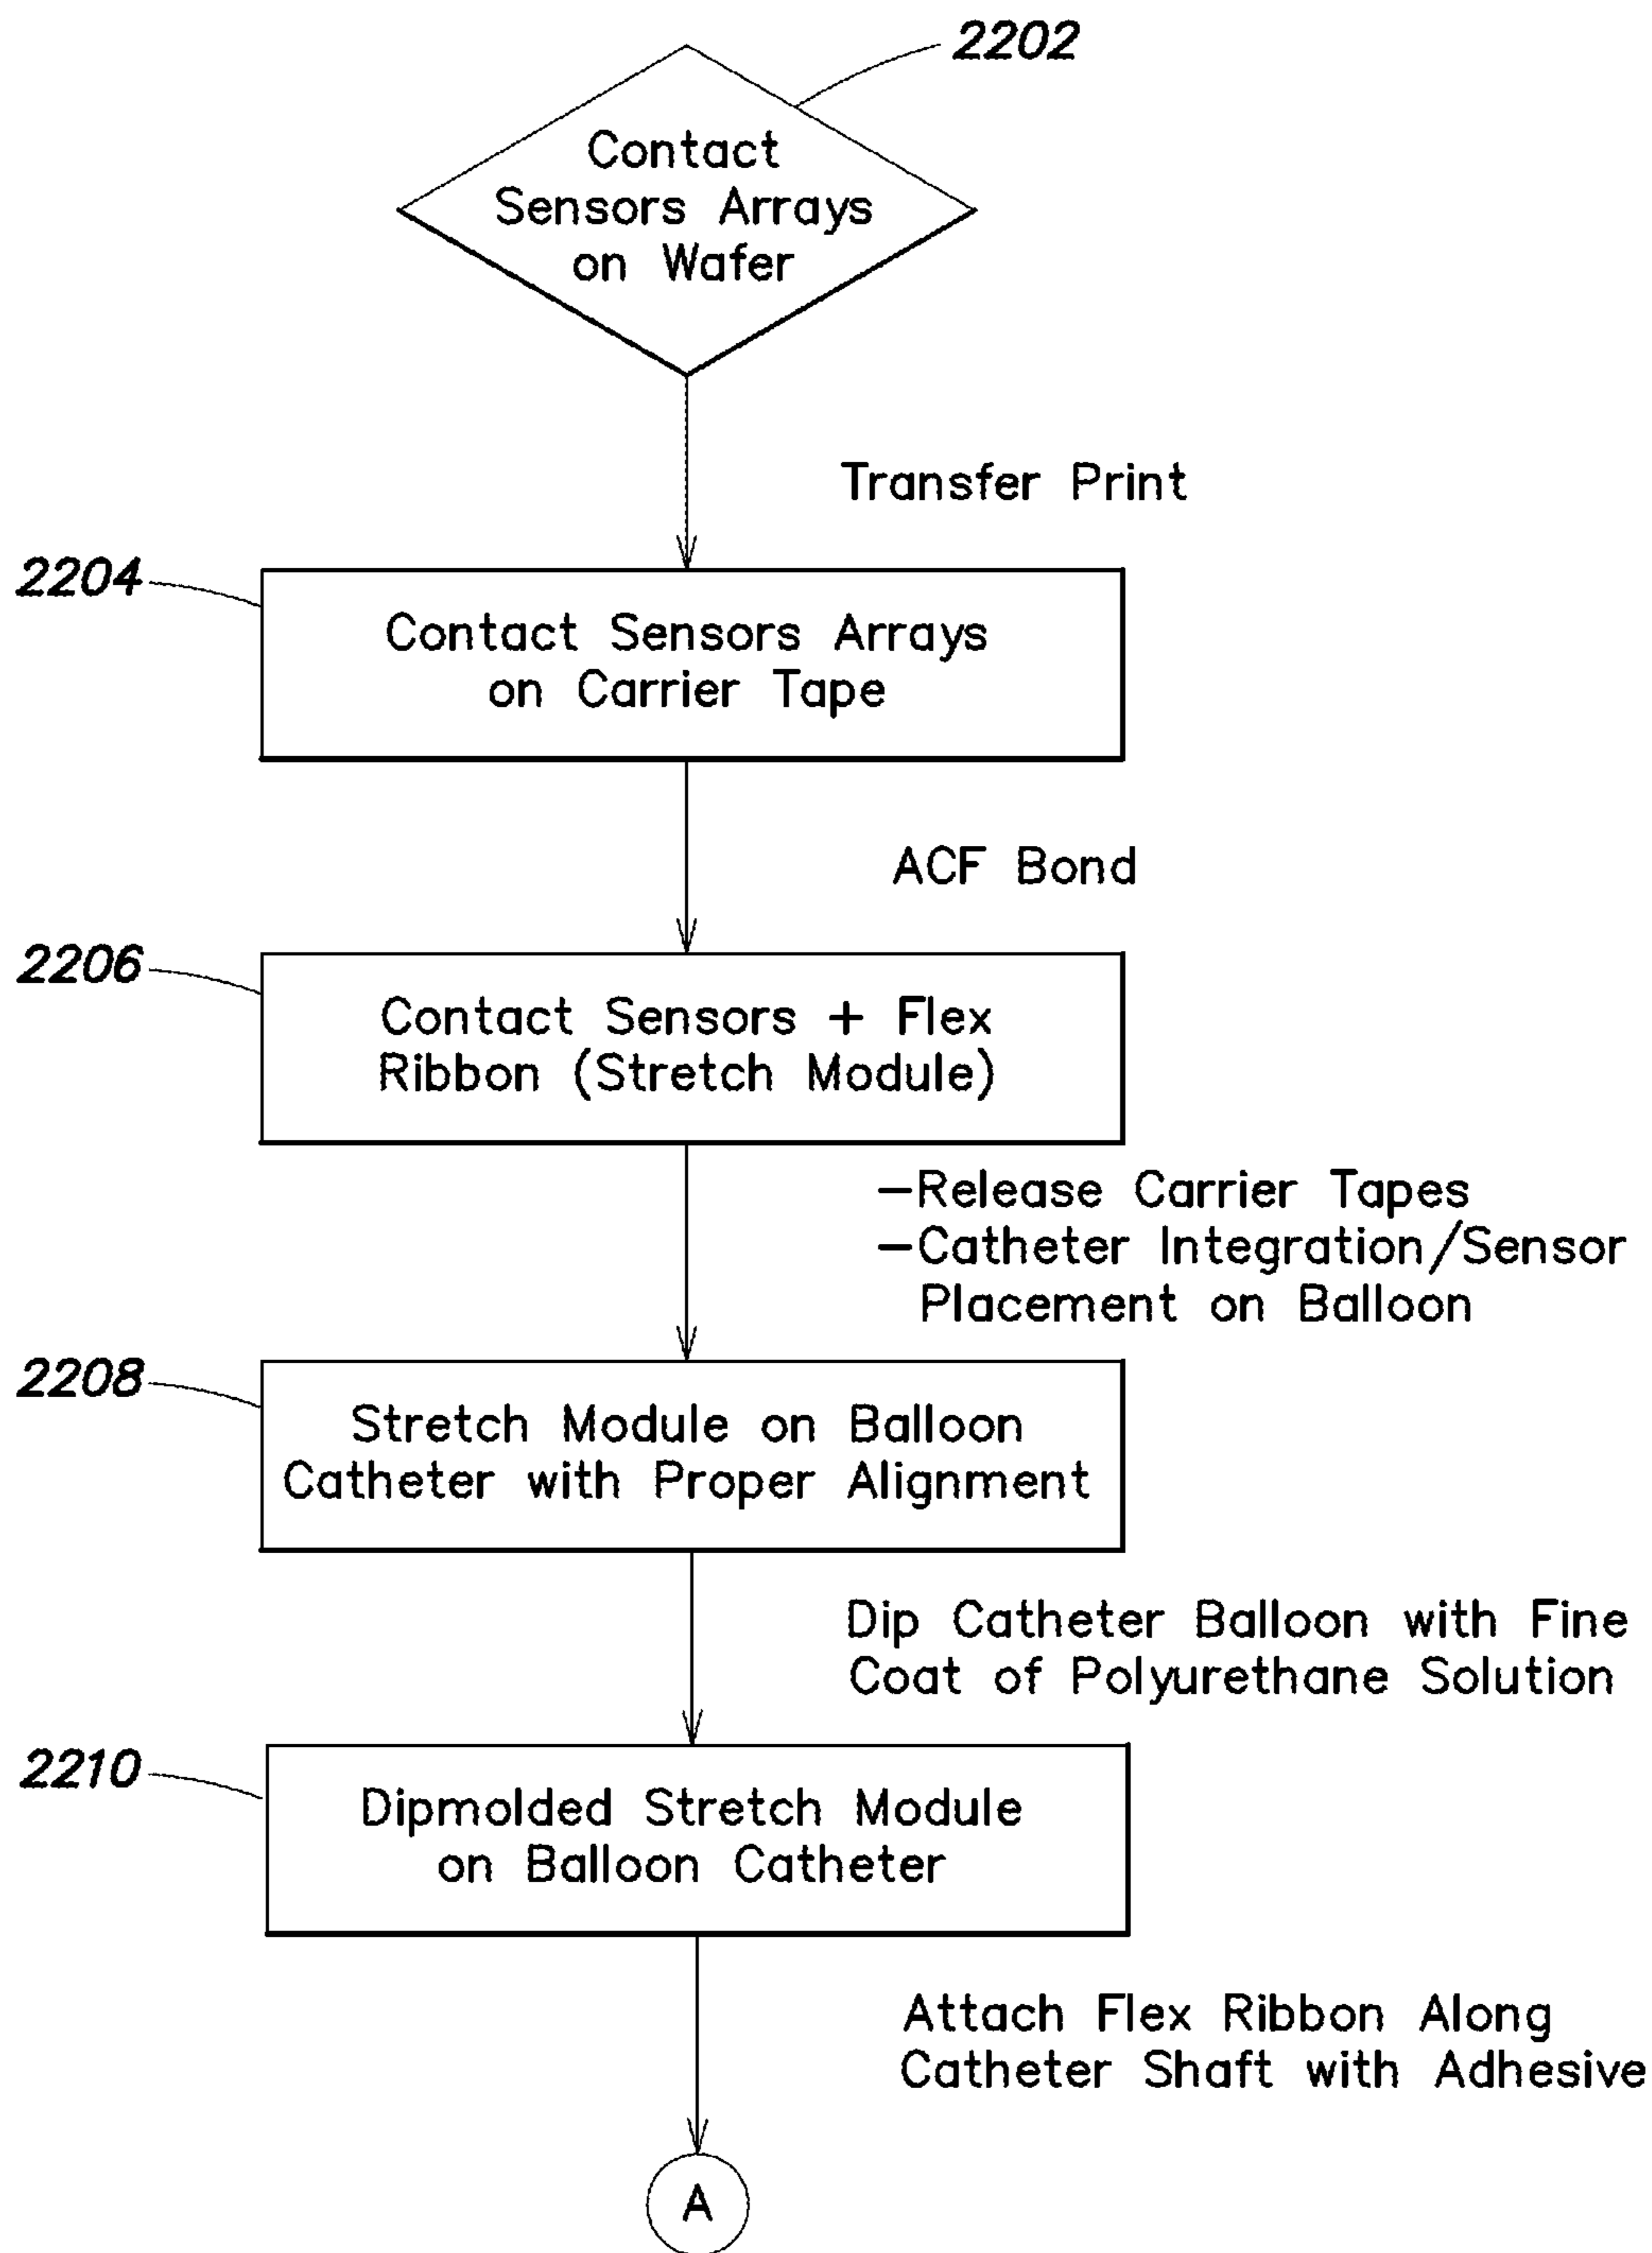 2202
Contact
Sensors Arrays
on Wafer
Transfer Print
2204
Contact Sensors Arrays
on Carrier Tape
ACF Bond
2206
Contact Sensors + Flex
Ribbon (Stretch Module)
–Release Carrier Tapes
–Catheter Integration/Sensor
Placement on Balloon
2208
Stretch Module on Balloon
Catheter with Proper Alignment
Dip Catheter Balloon with Fine
Coat of Polyurethane Solution
2210
Dipmolded Stretch Module
on Balloon Catheter
Attach Flex Ribbon Along
Catheter Shaft with Adhesive
A